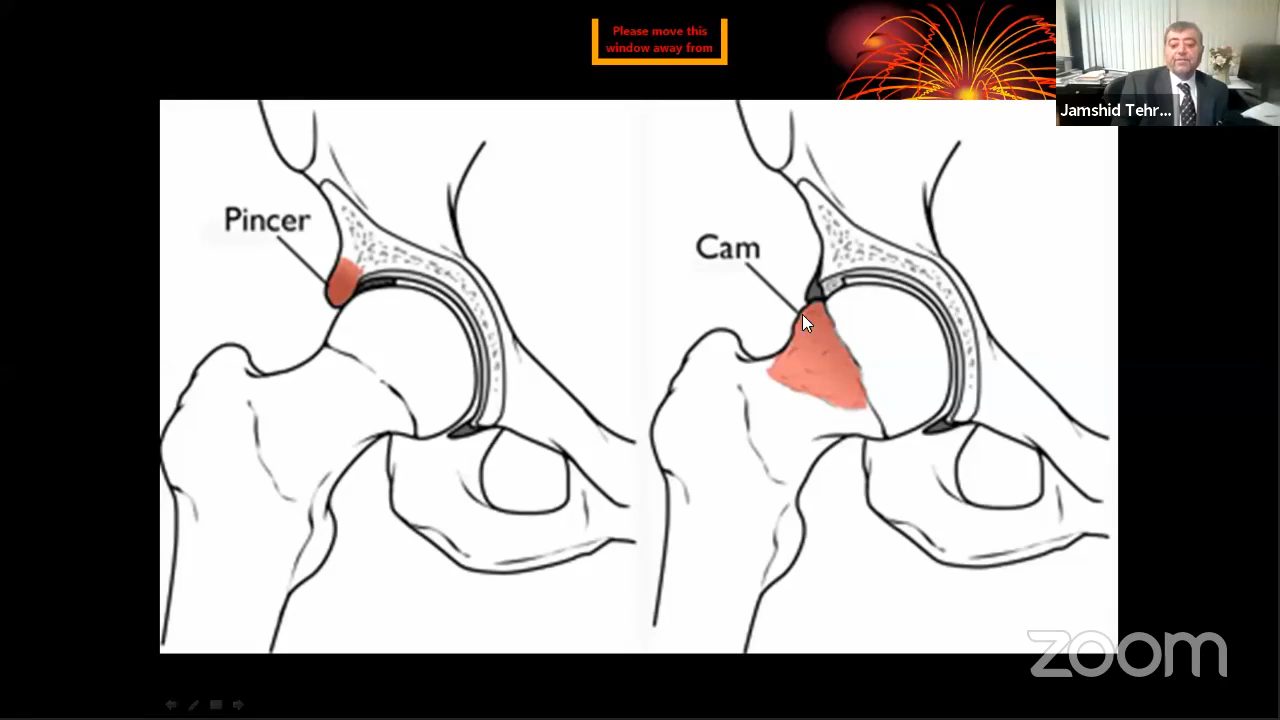 Please move this
window away from
Jamshid Tehr...
Pincer
Cam
zoom